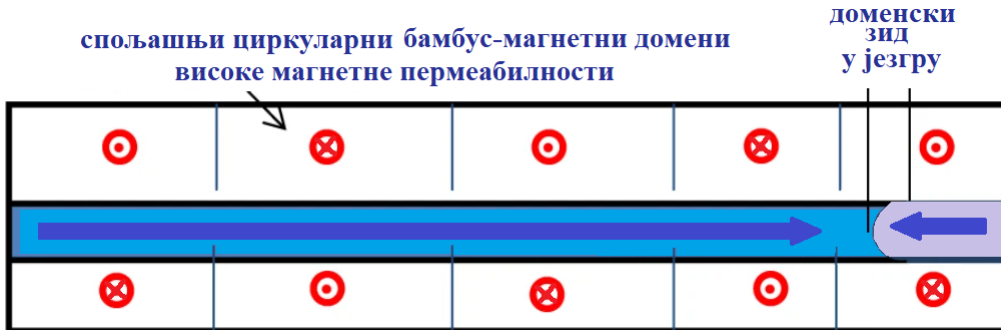 спољашњи циркуларни бамбус-магнетни домени
високе магнетне пермеабилности
доменски
зид
у језгру